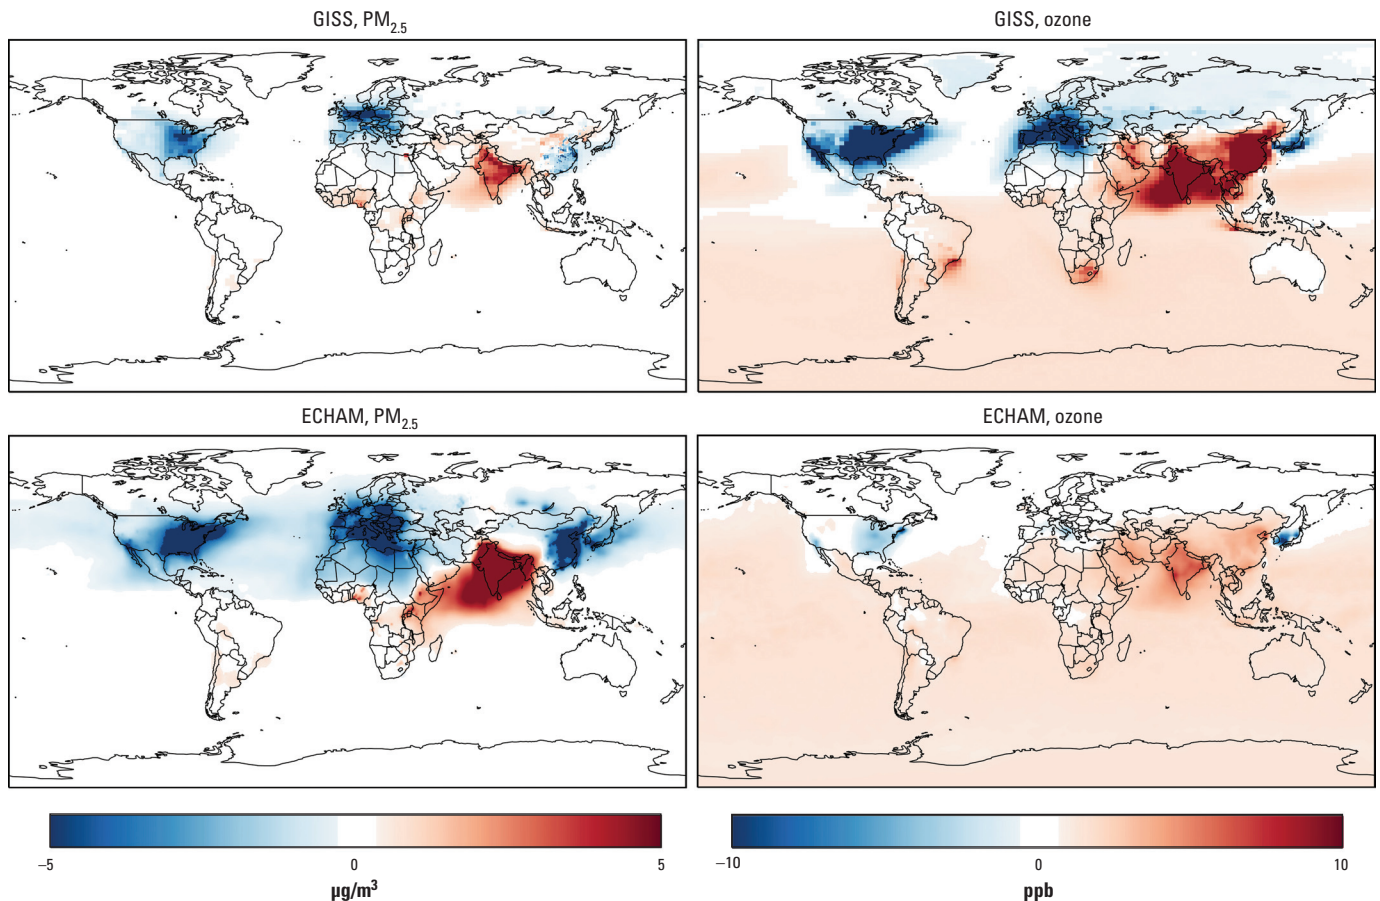 GISS, PM2.5
GISS, ozone
ECHAM, PM2.5
ECHAM, ozone
−5 0 5
µg/m³
−10 0 10
ppb